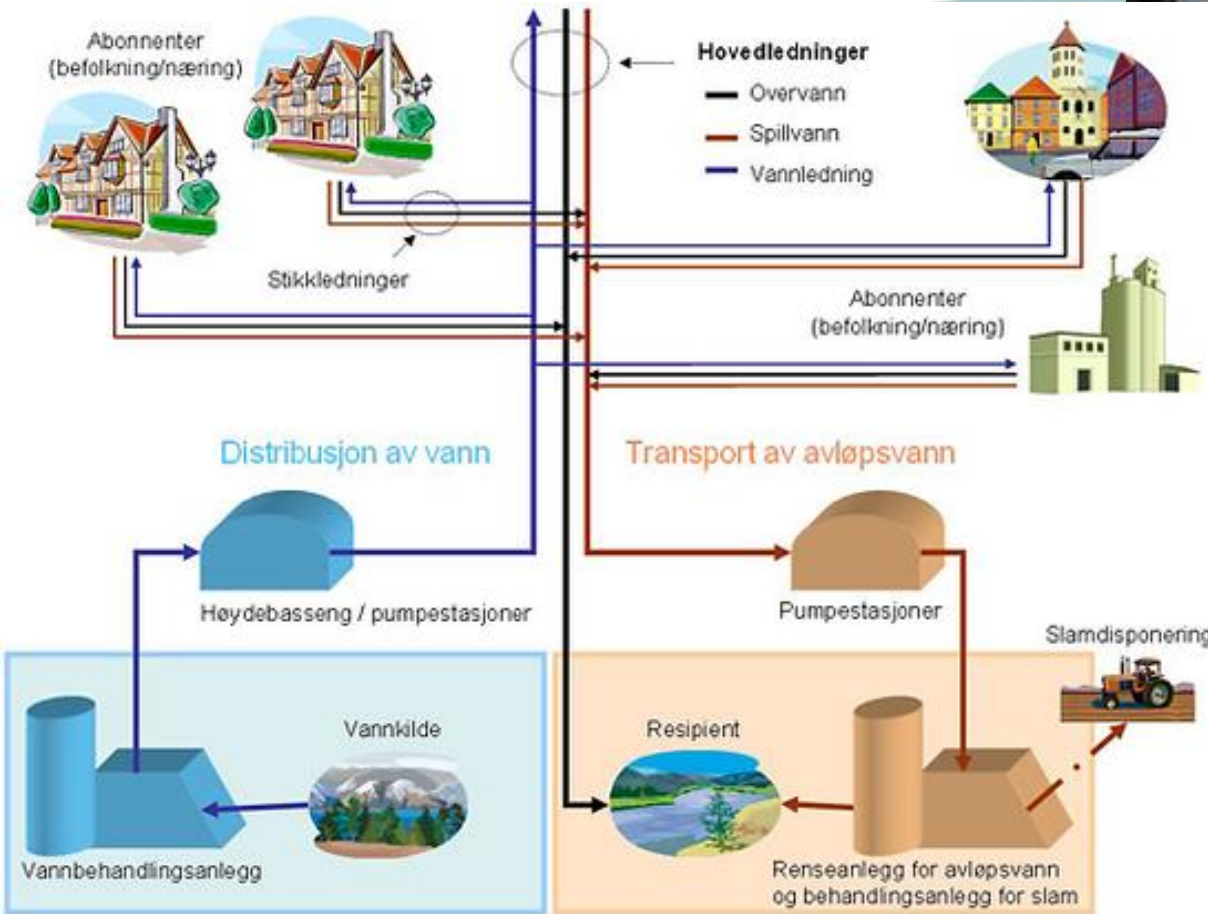 Abonnenter
(befolkning/næring)
Hovedledninger
Overvann
Spillvann
Vannledning
Stikkledninger
Abonnenter
(befolkning/næring)
Distribusjon av vann
Transport av avløpsvann
Høydebasseng / pumpestasjoner
Pumpestasjoner
Slamdisponering
Vannkilde
Resipient
Vannbehandlingsanlegg
Renseanlegg for avløpsvann
og behandlingsanlegg for slam